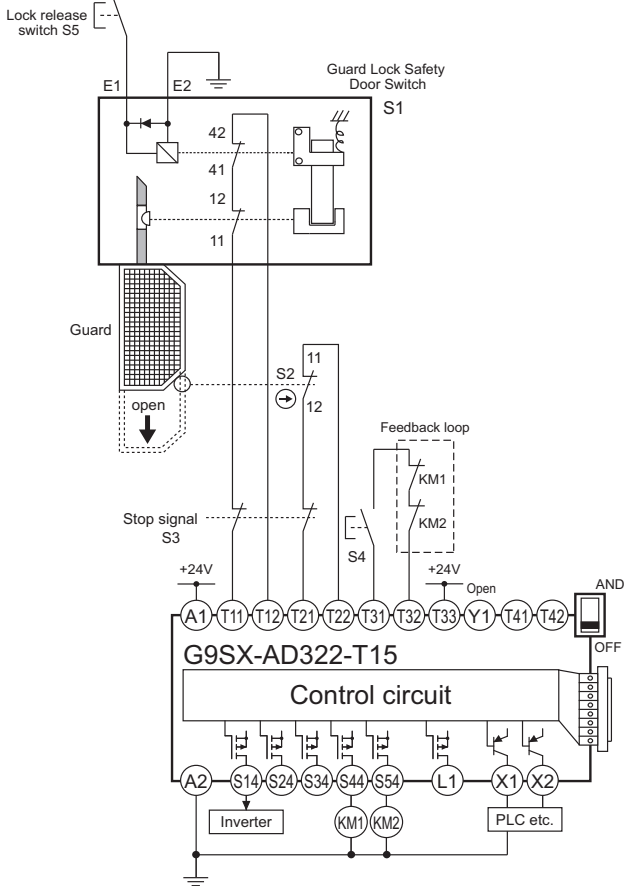 Lock release
switch S5
E1 E2
Guard Lock Safety
Door Switch
S1
42
41
12
11
Guard
open
S2
11
12
Feedback loop
KM1
KM2
Stop signal
S3
S4
+24V
+24V
Open
AND
A1 T11 T12 T21 T22 T31 T32 T33 Y1 T41 T42
OFF
G9SX-AD322-T15
Control circuit
A2 S14 S24 S34 S44 S54 L1 X1 X2
Inverter
KM1 KM2
PLC etc.